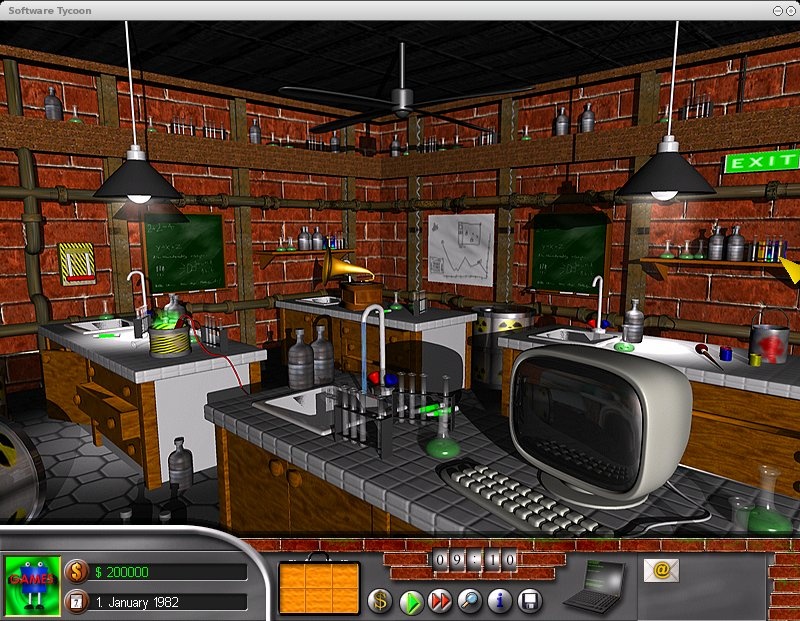 Software Tycoon
EXIT
GAMES
$
$ 200000
?
1. January 1982
09:10
$
i
@